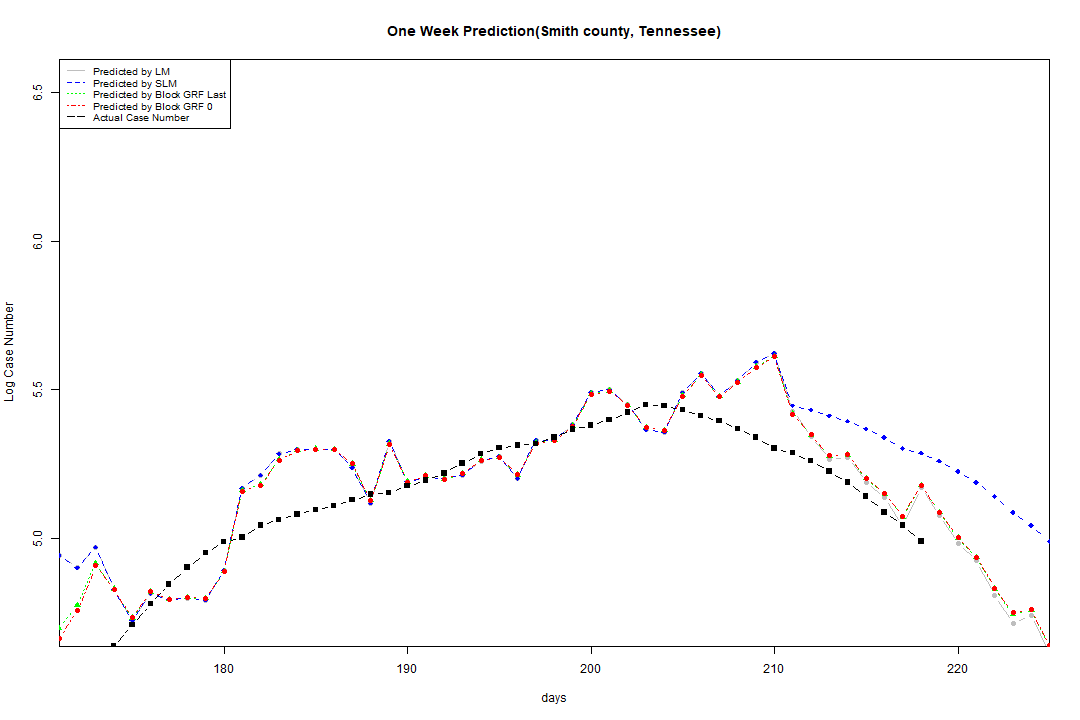 One Week Prediction(Smith county, Tennessee)
Predicted by LM
Predicted by SLM
Predicted by Block GRF Last
Predicted by Block GRF 0
Actual Case Number
6.5
6.0
5.5
5.0
Log Case Number
180 190 200 210 220
days